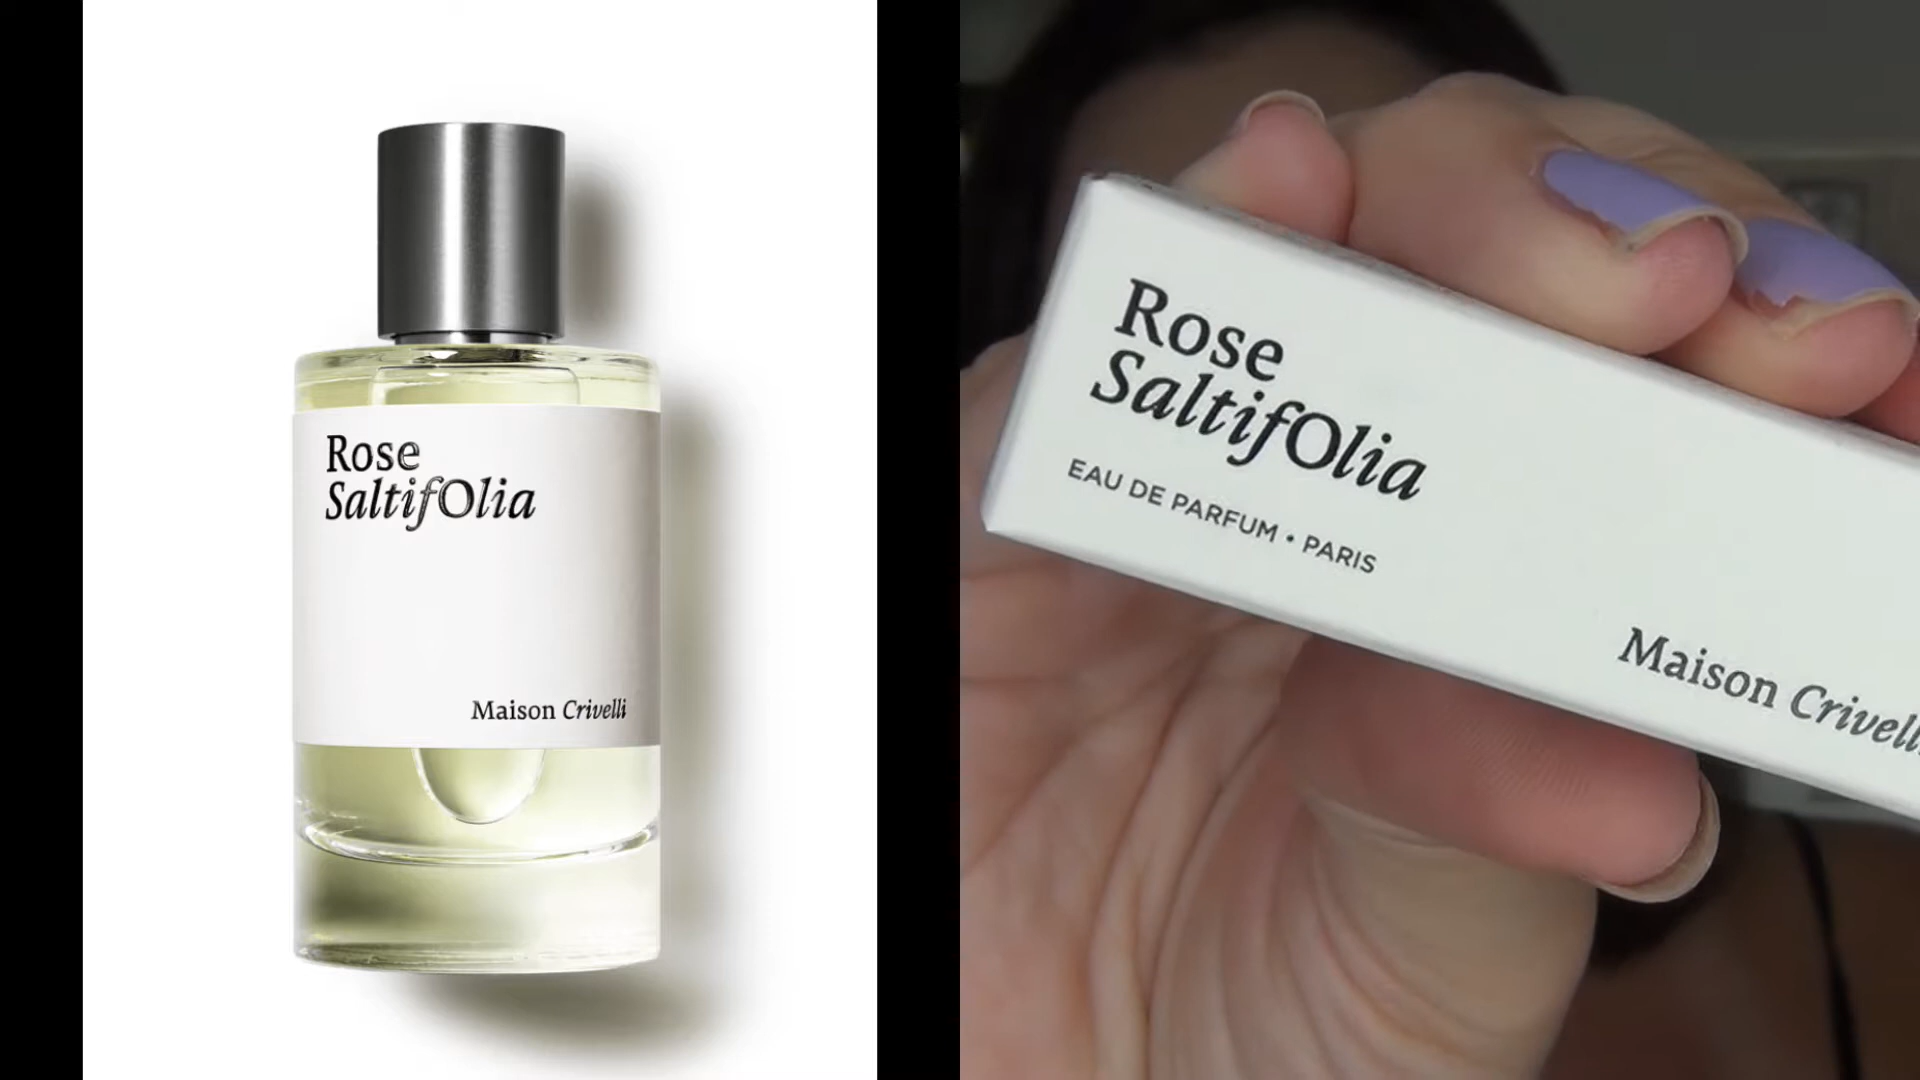 Rose
SaltifOlia
Maison Crivelli
Rose
SaltifOlia
EAU DE PARFUM • PARIS
Maison Crivelli